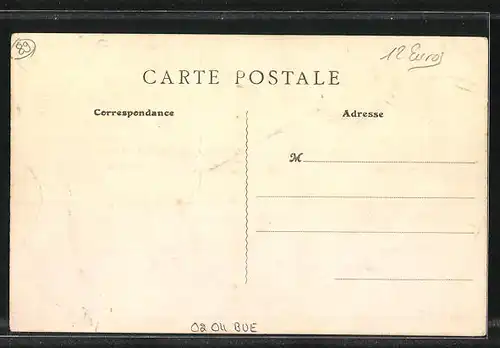 89
12 Euros
CARTE POSTALE
Correspondance
Adresse
M
02 04 BUE